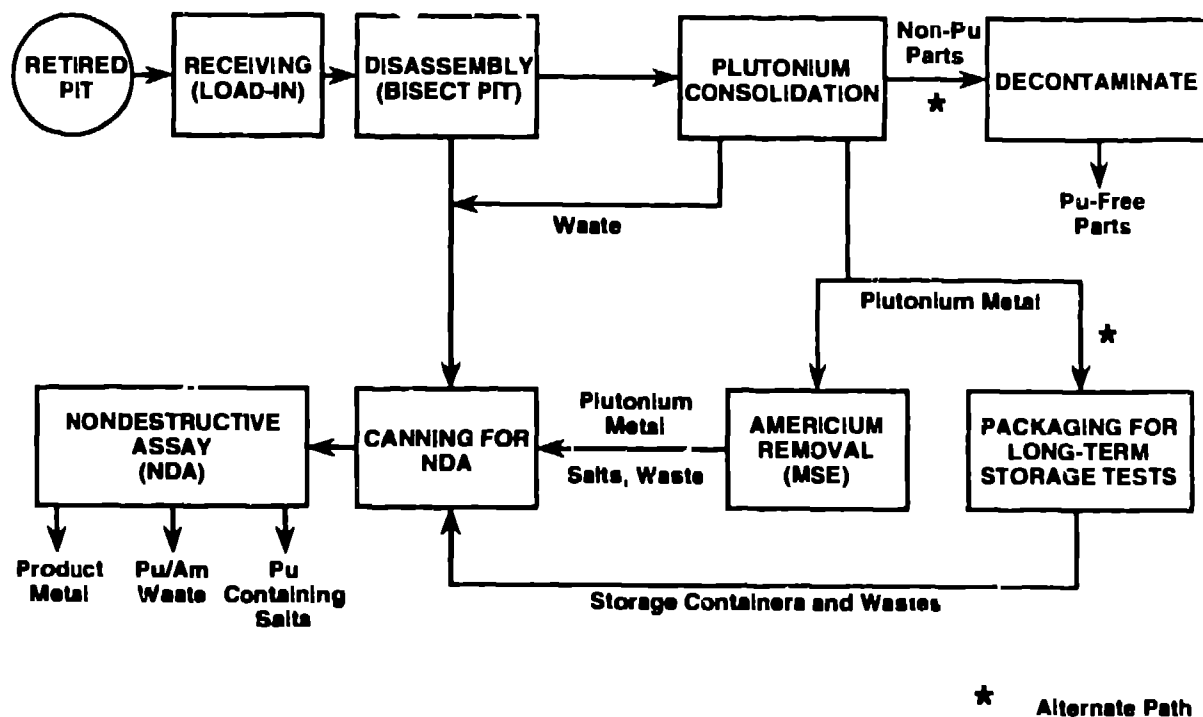 RETIRED
PIT
RECEIVING
(LOAD-IN)
DISASSEMBLY
(BISECT PIT)
PLUTONIUM
CONSOLIDATION
Non-Pu
Parts
*
DECONTAMINATE
Pu-Free
Parts
Waate
Plutonium Metal
*
NONDESTRUCTIVE
ASSAY
(NDA)
CANNING FOR
NDA
Plutonium
Metal
Salts, Waste
AMERICIUM
REMOVAL
(MSE)
PACKAGING FOR
LONG-TERM
STORAGE TESTS
Product
Metal
Pu/Am
Waste
Pu
Containing
Salts
Storage Containers and Wastes
* Alternate Path